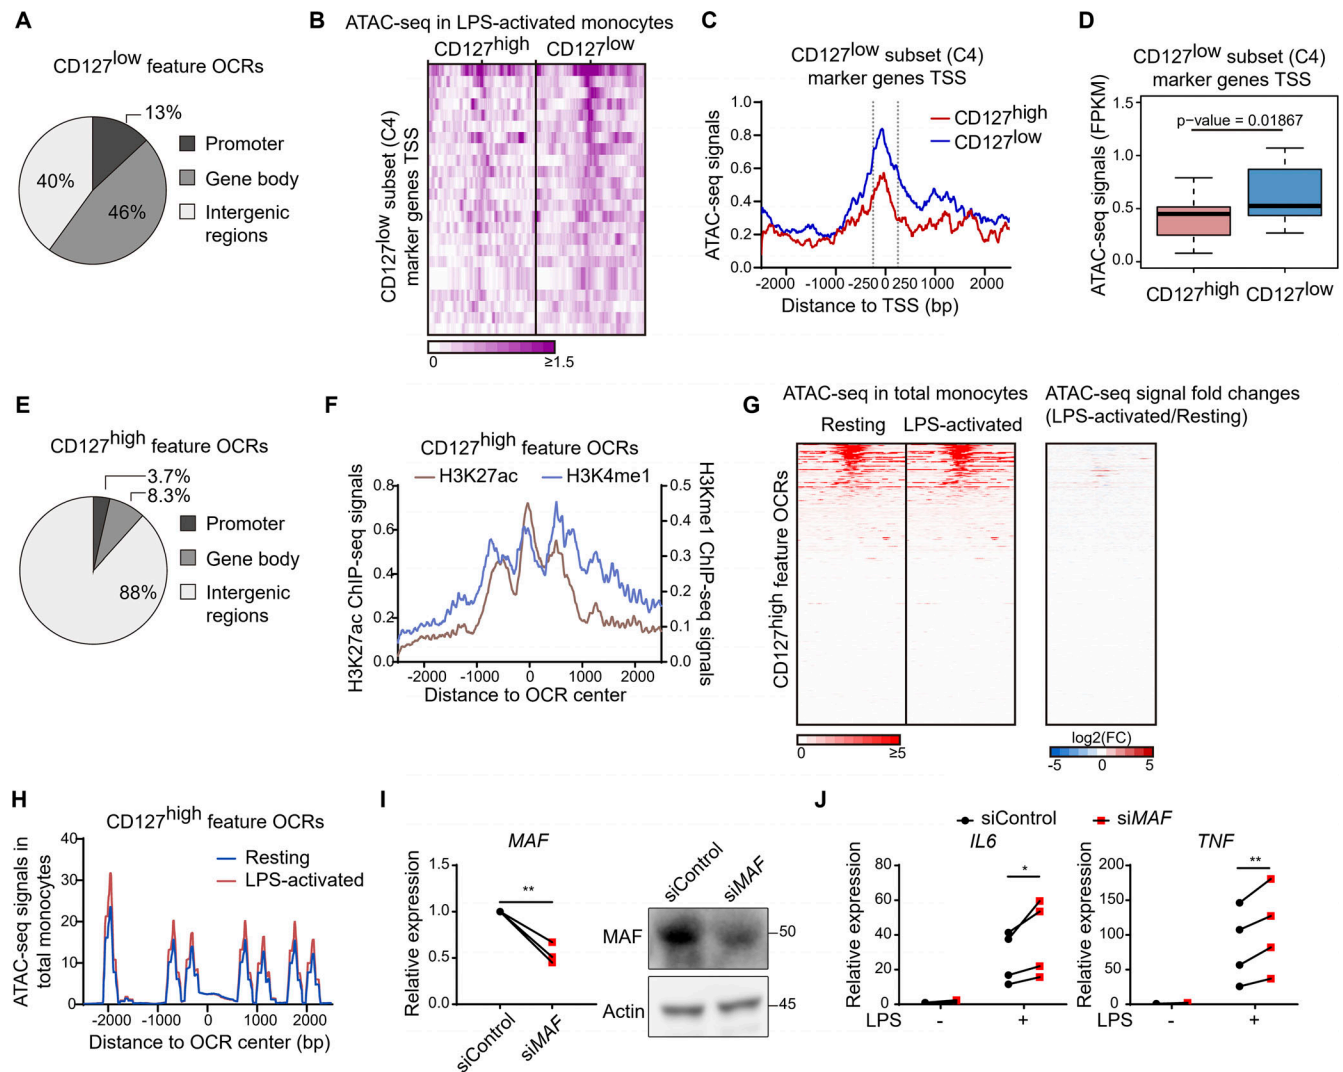 A
CD127low feature OCRs
13%
40%
46%
Promoter
Gene body
Intergenic
regions
B
ATAC-seq in LPS-activated monocytes
CD127high
CD127low
CD127low subset (C4)
marker genes TSS
0
≥1.5
C
CD127low subset (C4)
marker genes TSS
ATAC-seq signals
1.0
0.8
0.6
0.4
0.2
0.0
CD127high
CD127low
-2000
-1000
-250
0
250
1000
2000
Distance to TSS (bp)
D
CD127low subset (C4)
marker genes TSS
ATAC-seq signals (FPKM)
1.5
1.0
0.5
0.0
p-value = 0.01867
CD127high
CD127low
E
CD127high feature OCRs
3.7%
8.3%
88%
Promoter
Gene body
Intergenic
regions
F
CD127high feature OCRs
H3K27ac
H3K4me1
H3K27ac ChIP-seq signals
0.8
0.6
0.4
0.2
0.0
0.5
0.4
0.3
0.2
0.1
0.0
H3Kme1 ChIP-seq signals
-2000
-1000
0
1000
2000
Distance to OCR center
G
ATAC-seq in total monocytes
Resting
LPS-activated
CD127high feature OCRs
0
≥5
ATAC-seq signal fold changes
(LPS-activated/Resting)
log2(FC)
-5
0
5
H
CD127high feature OCRs
ATAC-seq signals in
total monocytes
40
30
20
10
0
Resting
LPS-activated
-2000
-1000
0
1000
2000
Distance to OCR center (bp)
I
MAF
Relative expression
1.5
1.0
0.5
0.0
**
siControl
siMAF
siControl
siMAF
MAF
50
Actin
45
J
siControl
siMAF
IL6
Relative expression
80
60
40
20
0
*
LPS
-
+
TNF
Relative expression
200
150
100
50
0
**
LPS
-
+